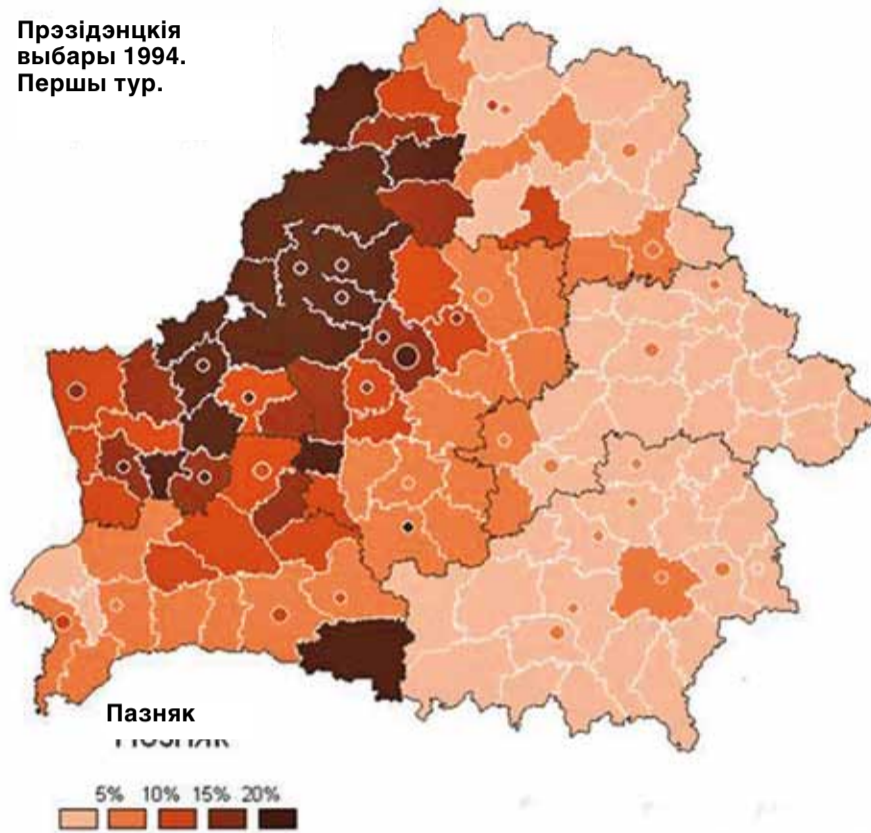 Прэзідэнцкія
выбары 1994.
Першы тур.
Пазняк
5% 10% 15% 20%